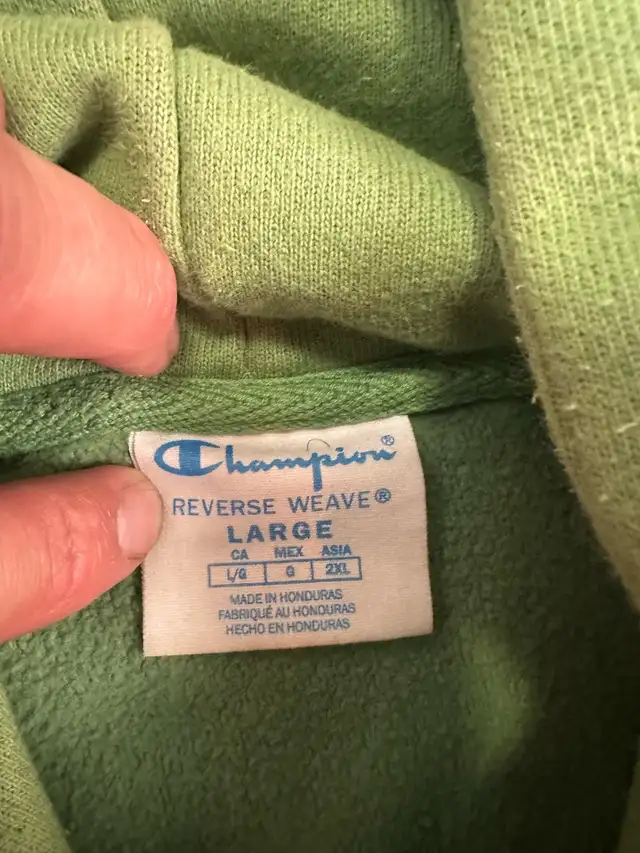 Champion®
REVERSE WEAVE®
LARGE
CA MEX ASIA
L/G G 2XL
MADE IN HONDURAS
FABRIQUÉ AU HONDURAS
HECHO EN HONDURAS